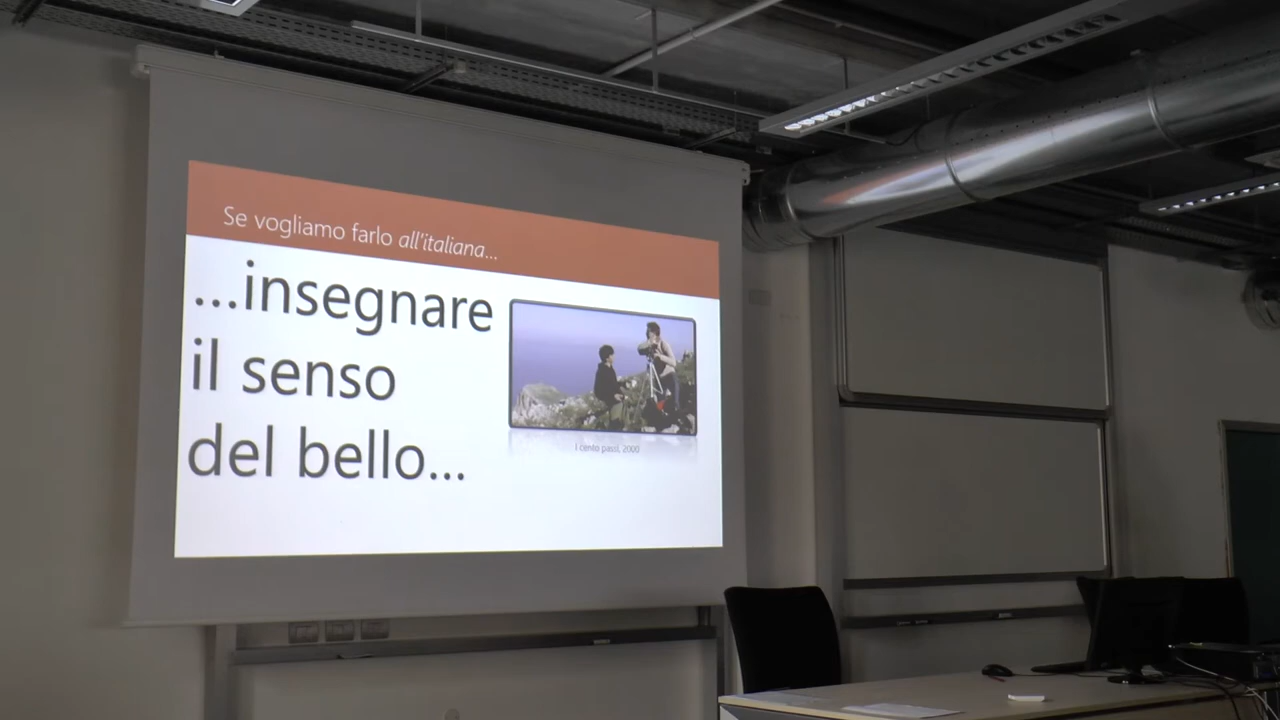 Se vogliamo farlo all'italiana...
...insegnare
il senso
del bello...
I cento passi, 2000